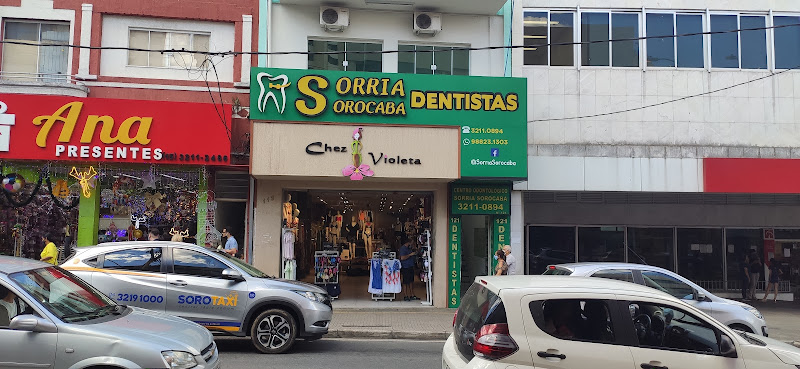 Ana
PRESENTES
SORRIA
SOROCABA
DENTISTAS
3211-0894
98823.1303
@SorriaSorocaba
Chez Violeta
CENTRO ODONTOLÓGICO
SORRIA SOROCABA
3211-0894
121
121
DENTISTAS
DENTISTAS
3219 1000
SOROTAXI